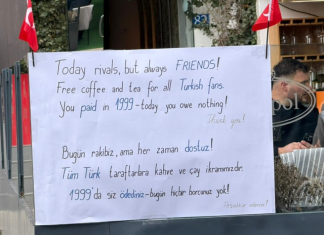 Today rivals, but always FRIENDS!
Free coffee and tea for all Turkish fans.
You paid in 1999-today you owe nothing!
Thank you!
Bugün rakibiz, ama her zaman dostuz!
Tüm Türk taraftarlara kahve ve çay ikramımızdır.
1999'da siz ödediniz-bugün hiçbir borcunuz yok!